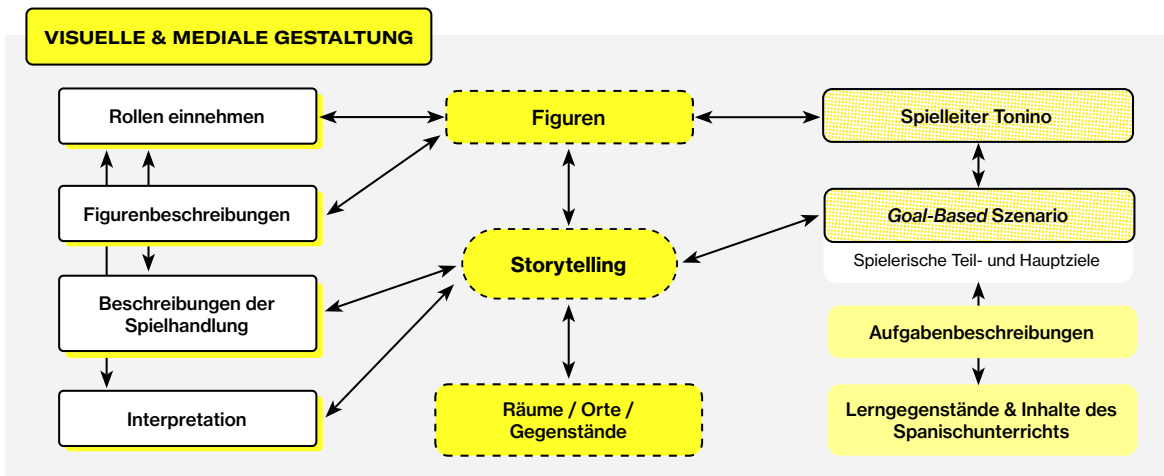 VISUELLE & MEDIALE GESTALTUNG
Rollen einnehmen
Figurenbeschreibungen
Beschreibungen der
Spielhandlung
Interpretation
Figuren
Storytelling
Räume / Orte /
Gegenstände
Spielleiter Tonino
Goal-Based Szenario
Spielerische Teil- und Hauptziele
Aufgabenbeschreibungen
Lerngegenstände & Inhalte des
Spanischunterrichts